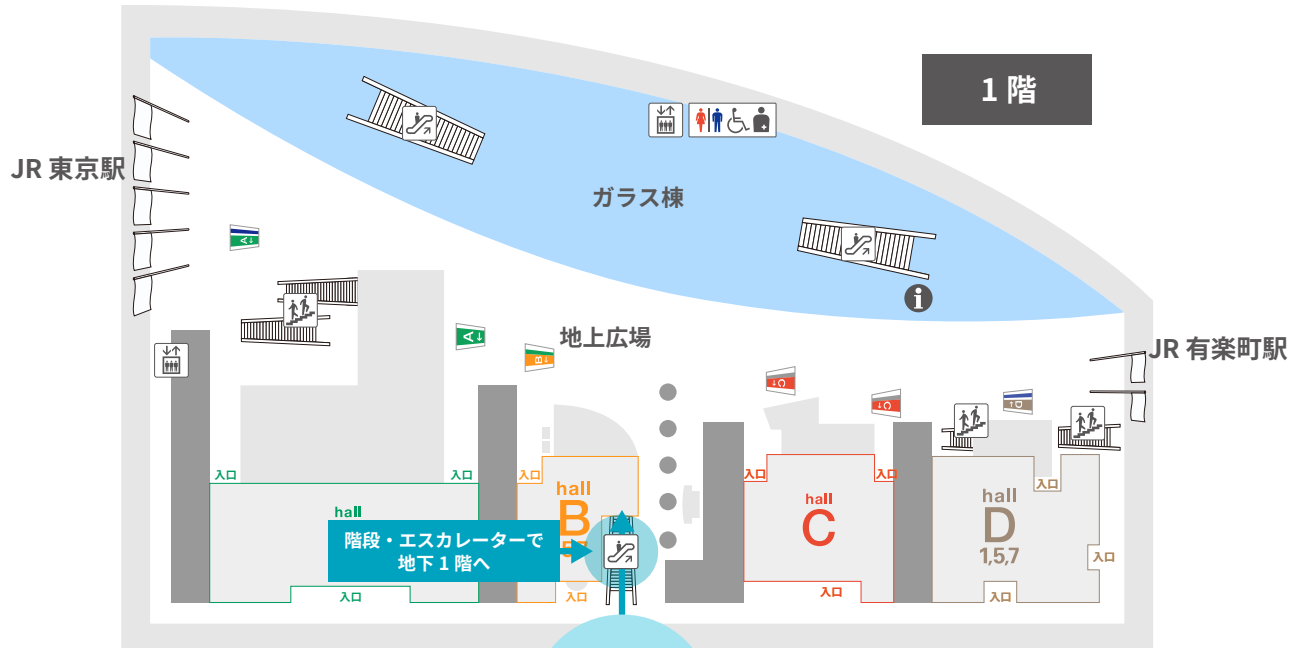 1 階
JR 東京駅
ガラス棟
A←
A←
B←
地上広場
JR 有楽町駅
C→
C→
D→
入口
入口
入口
入口
入口
入口
hall
hall
B
hall
C
hall
D
1,5,7
入口
階段・エスカレーターで
地下 1 階へ
入口
入口
入口
入口